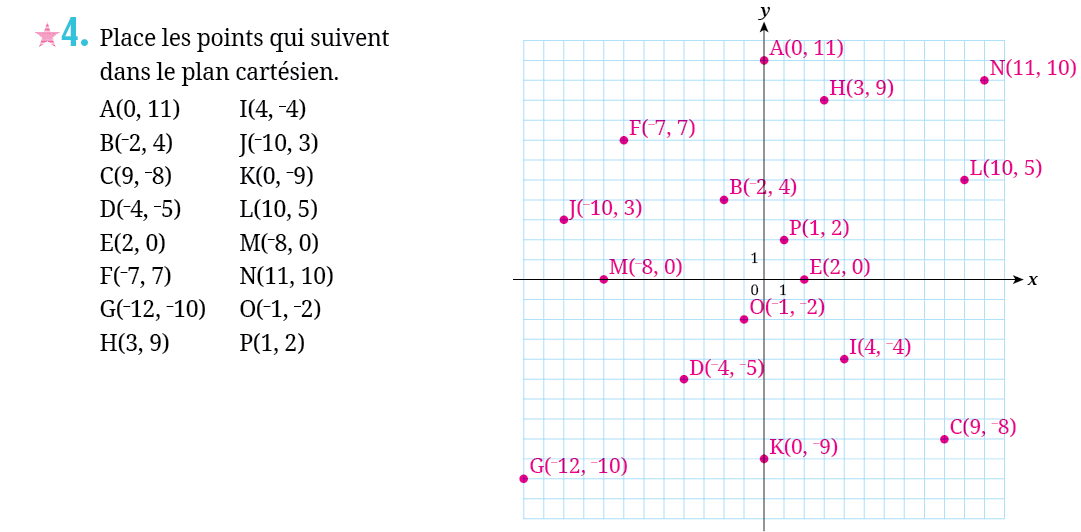 4. Place les points qui suivent
dans le plan cartésien.
A(0, 11) I(4, ⁻4)
B(⁻2, 4) J(⁻10, 3)
C(9, ⁻8) K(0, ⁻9)
D(⁻4, ⁻5) L(10, 5)
E(2, 0) M(⁻8, 0)
F(⁻7, 7) N(11, 10)
G(⁻12, ⁻10) O(⁻1, ⁻2)
H(3, 9) P(1, 2)
y
A(0, 11)
N(11, 10)
H(3, 9)
F(⁻7, 7)
L(10, 5)
B(⁻2, 4)
J(⁻10, 3)
P(1, 2)
1
M(⁻8, 0)
E(2, 0)
x
0 1
O(⁻1, ⁻2)
I(4, ⁻4)
D(⁻4, ⁻5)
C(9, ⁻8)
K(0, ⁻9)
G(⁻12, ⁻10)